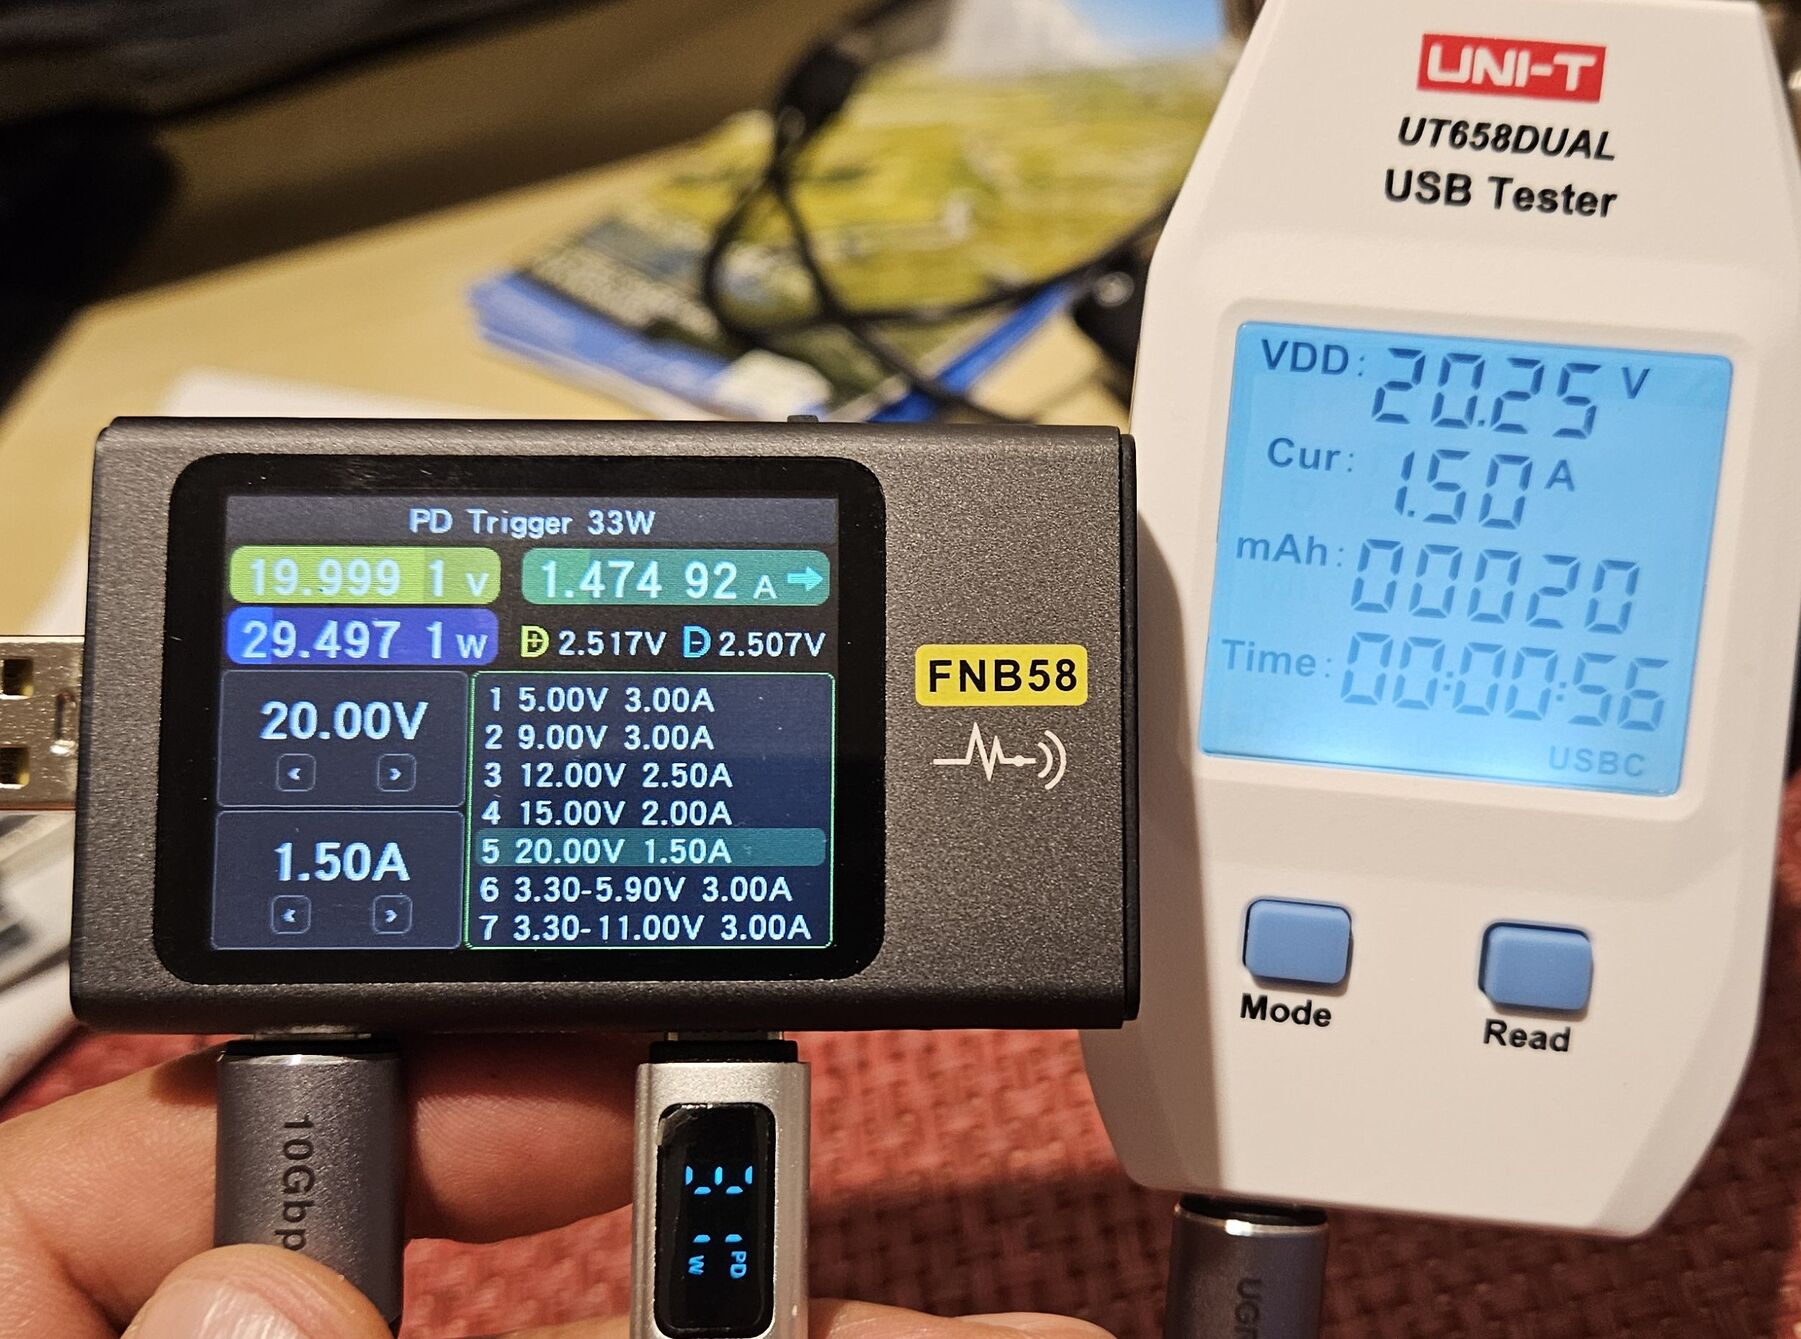 UNI-T
UT658DUAL
USB Tester
VDD: 20.25 V
Cur: 1.50 A
mAh: 00020
Time: 00:00:56
USBC
Mode
Read
PD Trigger 33W
19.999 1 V
1.474 92 A
29.497 1 W
D+ 2.517V D- 2.507V
20.00V
1.50A
1 5.00V 3.00A
2 9.00V 3.00A
3 12.00V 2.50A
4 15.00V 2.00A
5 20.00V 1.50A
6 3.30-5.90V 3.00A
7 3.30-11.00V 3.00A
FNB58
10Gbp
PD
W
UGR